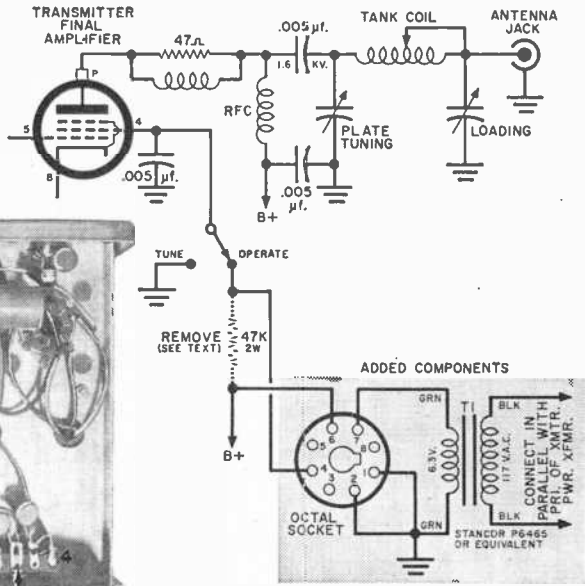 TRANSMITTER
FINAL
AMPLIFIER
47Ω
.005 µf.
1.6 KV.
TANK COIL
ANTENNA
JACK
P
5
4
8
.005 µf.
RFC
PLATE
TUNING
LOADING
.005
µf.
B+
TUNE
OPERATE
REMOVE
(SEE TEXT)
47K
2W
B+
ADDED COMPONENTS
6
7
5
8
4
1
3
2
OCTAL
SOCKET
GRN
6.3V.
GRN
T1
117 V.A.C.
BLK
BLK
CONNECT IN
PARALLEL WITH
PRI. OF XMTR.
PWR. XFMR.
STANCOR P6465
OR EQUIVALENT
4
1